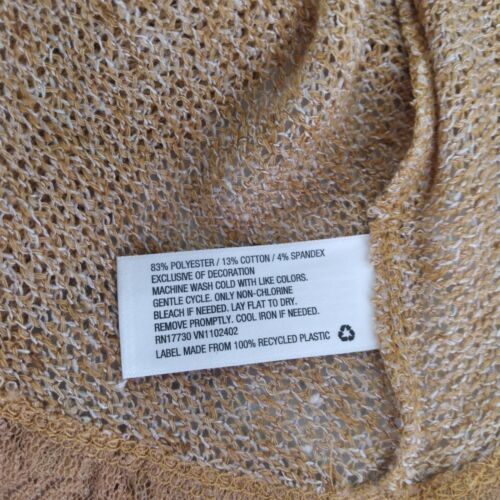 83% POLYESTER / 13% COTTON / 4% SPANDEX
EXCLUSIVE OF DECORATION
MACHINE WASH COLD WITH LIKE COLORS.
GENTLE CYCLE. ONLY NON-CHLORINE
BLEACH IF NEEDED. LAY FLAT TO DRY.
REMOVE PROMPTLY. COOL IRON IF NEEDED.
RN17730 VN1102402
LABEL MADE FROM 100% RECYCLED PLASTIC